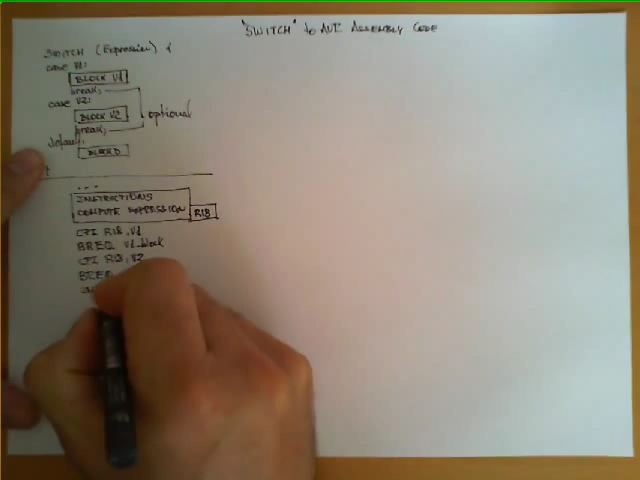 "SWITCH" to AVR ASSEMBLY CODE
SWITCH (Expression) {
case V1:
BLOCK V1
break;
case V2:
optional
BLOCK V2
break;
default:
BLOCK D
}
...
INSTRUCTIONS
COMPUTE EXPRESSION
R18
CPI R18, V1
BREQ V1_block
CPI R18, V2
BREQ